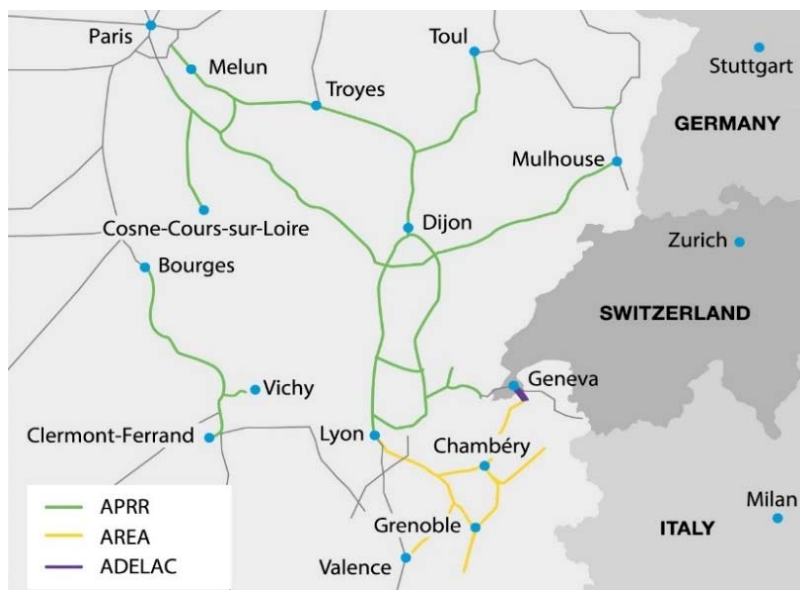 Paris
Toul
Melun
Stuttgart
Troyes
GERMANY
Mulhouse
Cosne-Cours-sur-Loire
Dijon
Zurich
Bourges
SWITZERLAND
Geneva
Vichy
Clermont-Ferrand
Lyon
Chambéry
APRR
Milan
AREA
Grenoble
ITALY
ADELAC
Valence